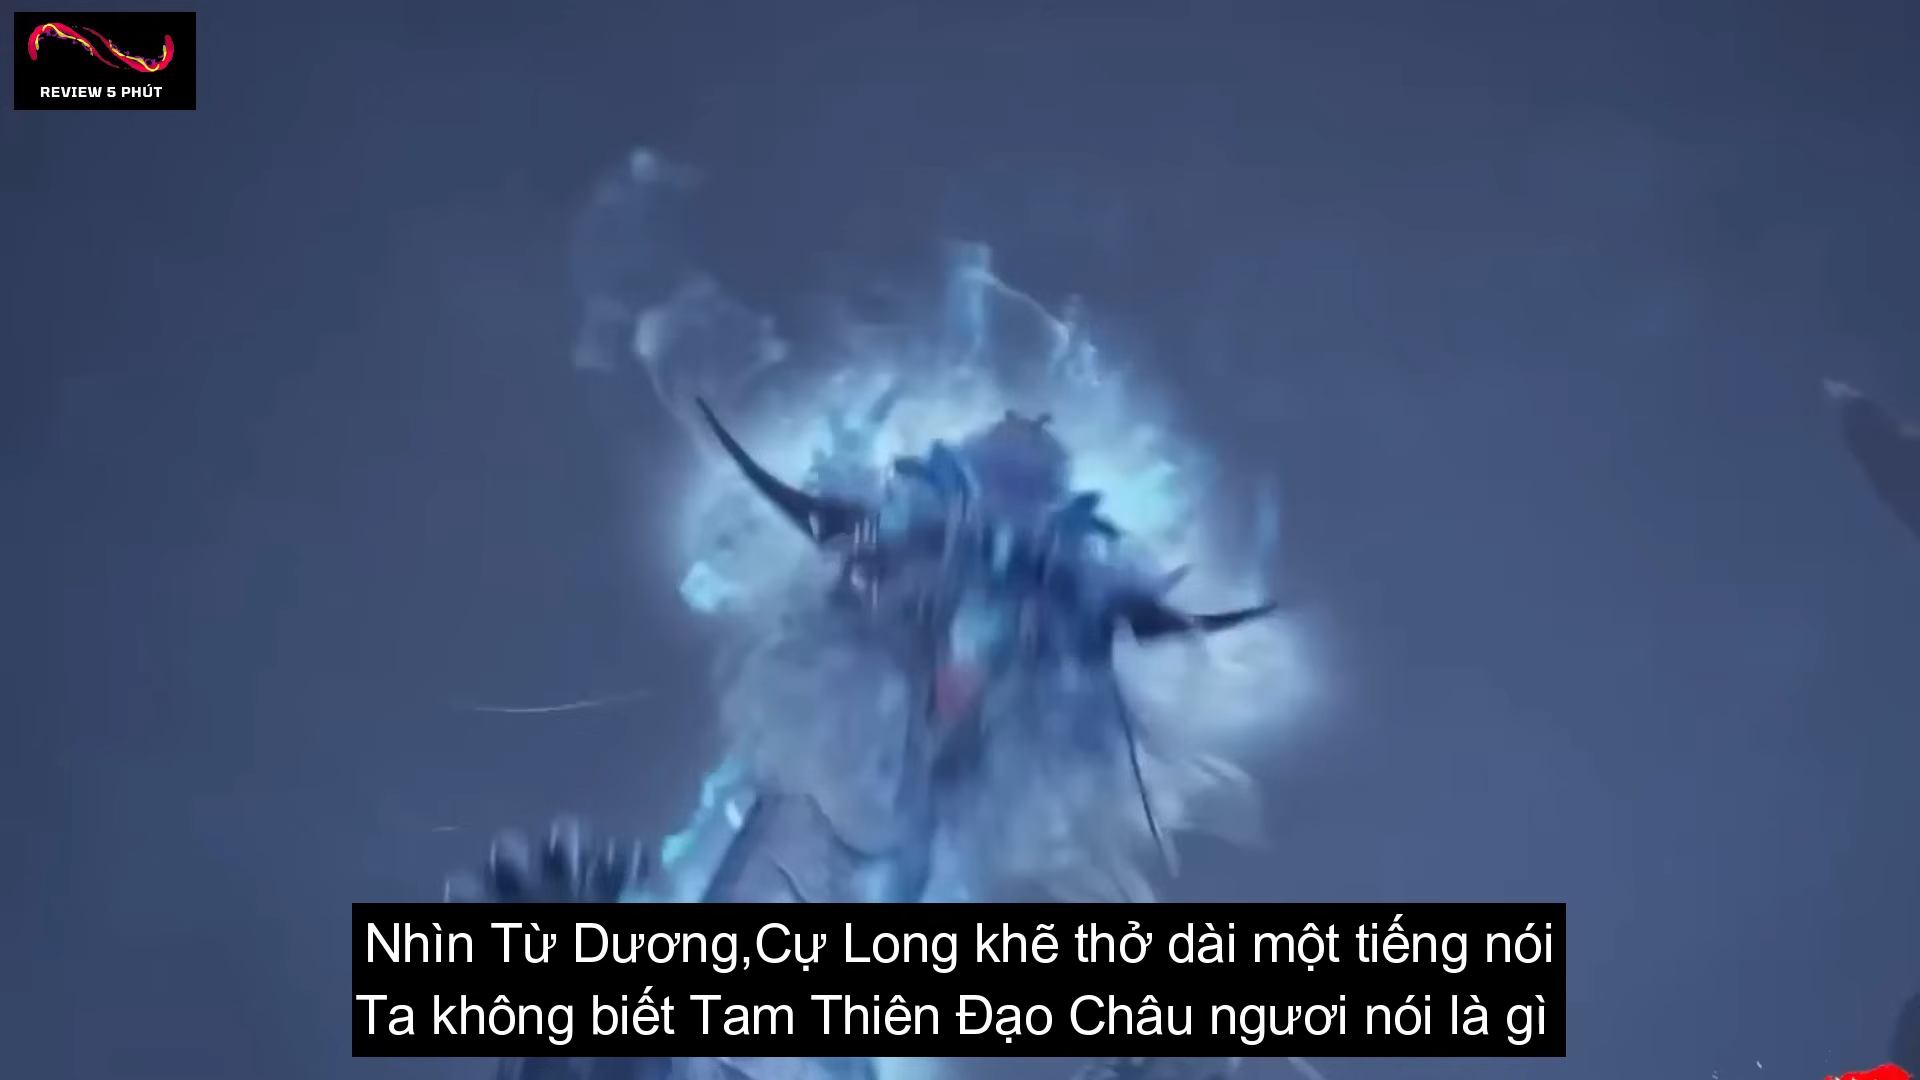 REVIEW 5 PHÚT
Nhìn Từ Dương,Cự Long khẽ thở dài một tiếng nói
Ta không biết Tam Thiên Đạo Châu ngươi nói là gì